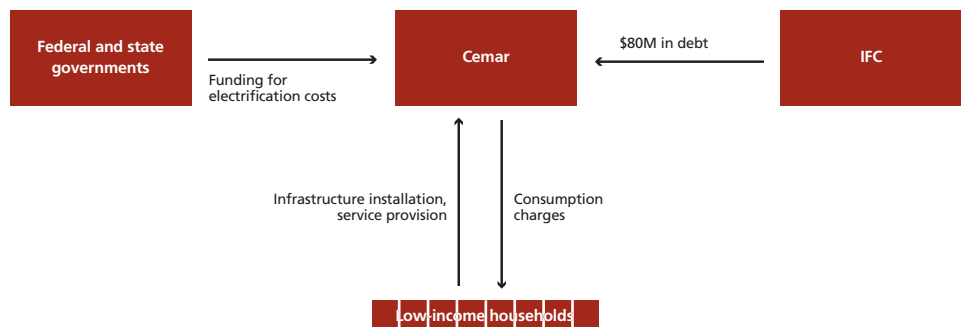 Federal and state
governments
Funding for
electrification costs
Cemar
$80M in debt
IFC
Infrastructure installation,
service provision
Consumption
charges
Low-income households